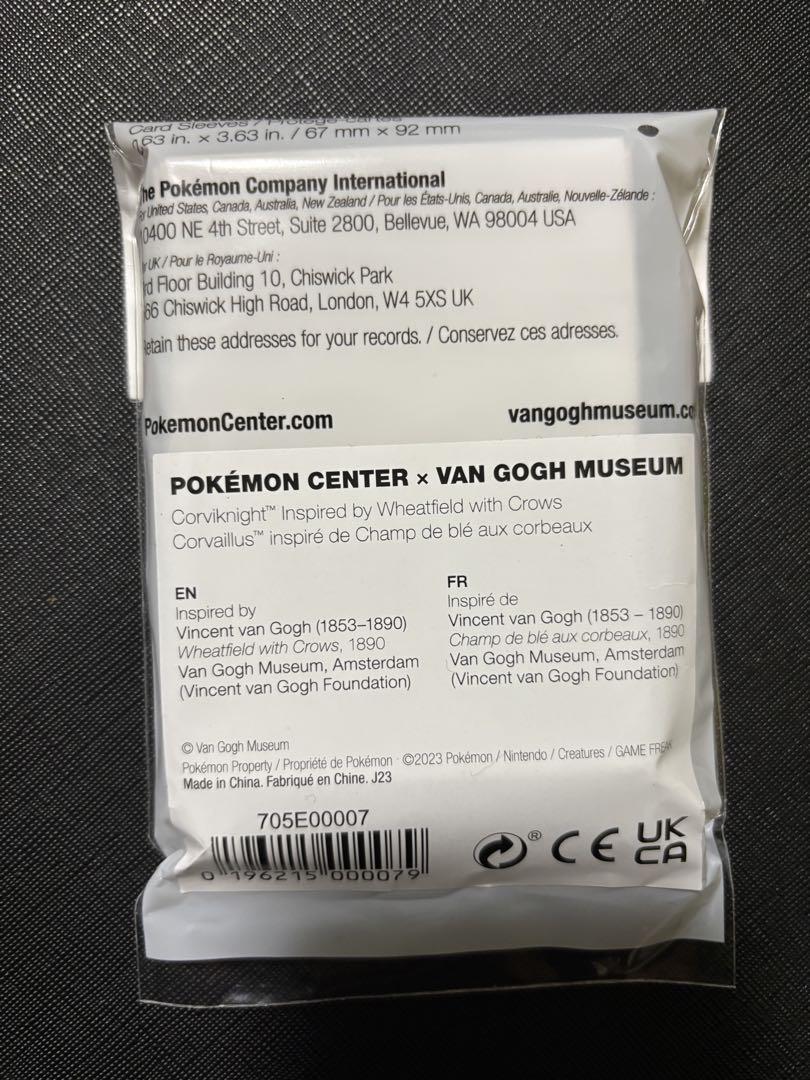 Card Sleeves / Protège-cartes
63 in. x 3.63 in. / 67 mm x 92 mm
he Pokémon Company International
r United States, Canada, Australia, New Zealand / Pour les États-Unis, Canada, Australie, Nouvelle-Zélande :
0400 NE 4th Street, Suite 2800, Bellevue, WA 98004 USA
r UK / Pour le Royaume-Uni :
rd Floor Building 10, Chiswick Park
66 Chiswick High Road, London, W4 5XS UK
etain these addresses for your records. / Conservez ces adresses.
PokemonCenter.com
vangoghmuseum.co
POKÉMON CENTER × VAN GOGH MUSEUM
Corviknight™ Inspired by Wheatfield with Crows
Corvaillus™ inspiré de Champ de blé aux corbeaux
EN
Inspired by
Vincent van Gogh (1853–1890)
Wheatfield with Crows, 1890
Van Gogh Museum, Amsterdam
(Vincent van Gogh Foundation)
FR
Inspiré de
Vincent van Gogh (1853 – 1890)
Champ de blé aux corbeaux, 1890
Van Gogh Museum, Amsterdam
(Vincent van Gogh Foundation)
© Van Gogh Museum
Pokémon Property / Propriété de Pokémon · ©2023 Pokémon / Nintendo / Creatures / GAME FREAK
Made in China. Fabriqué en Chine. J23
705E00007
0 196215 000079
® CE UK
CA